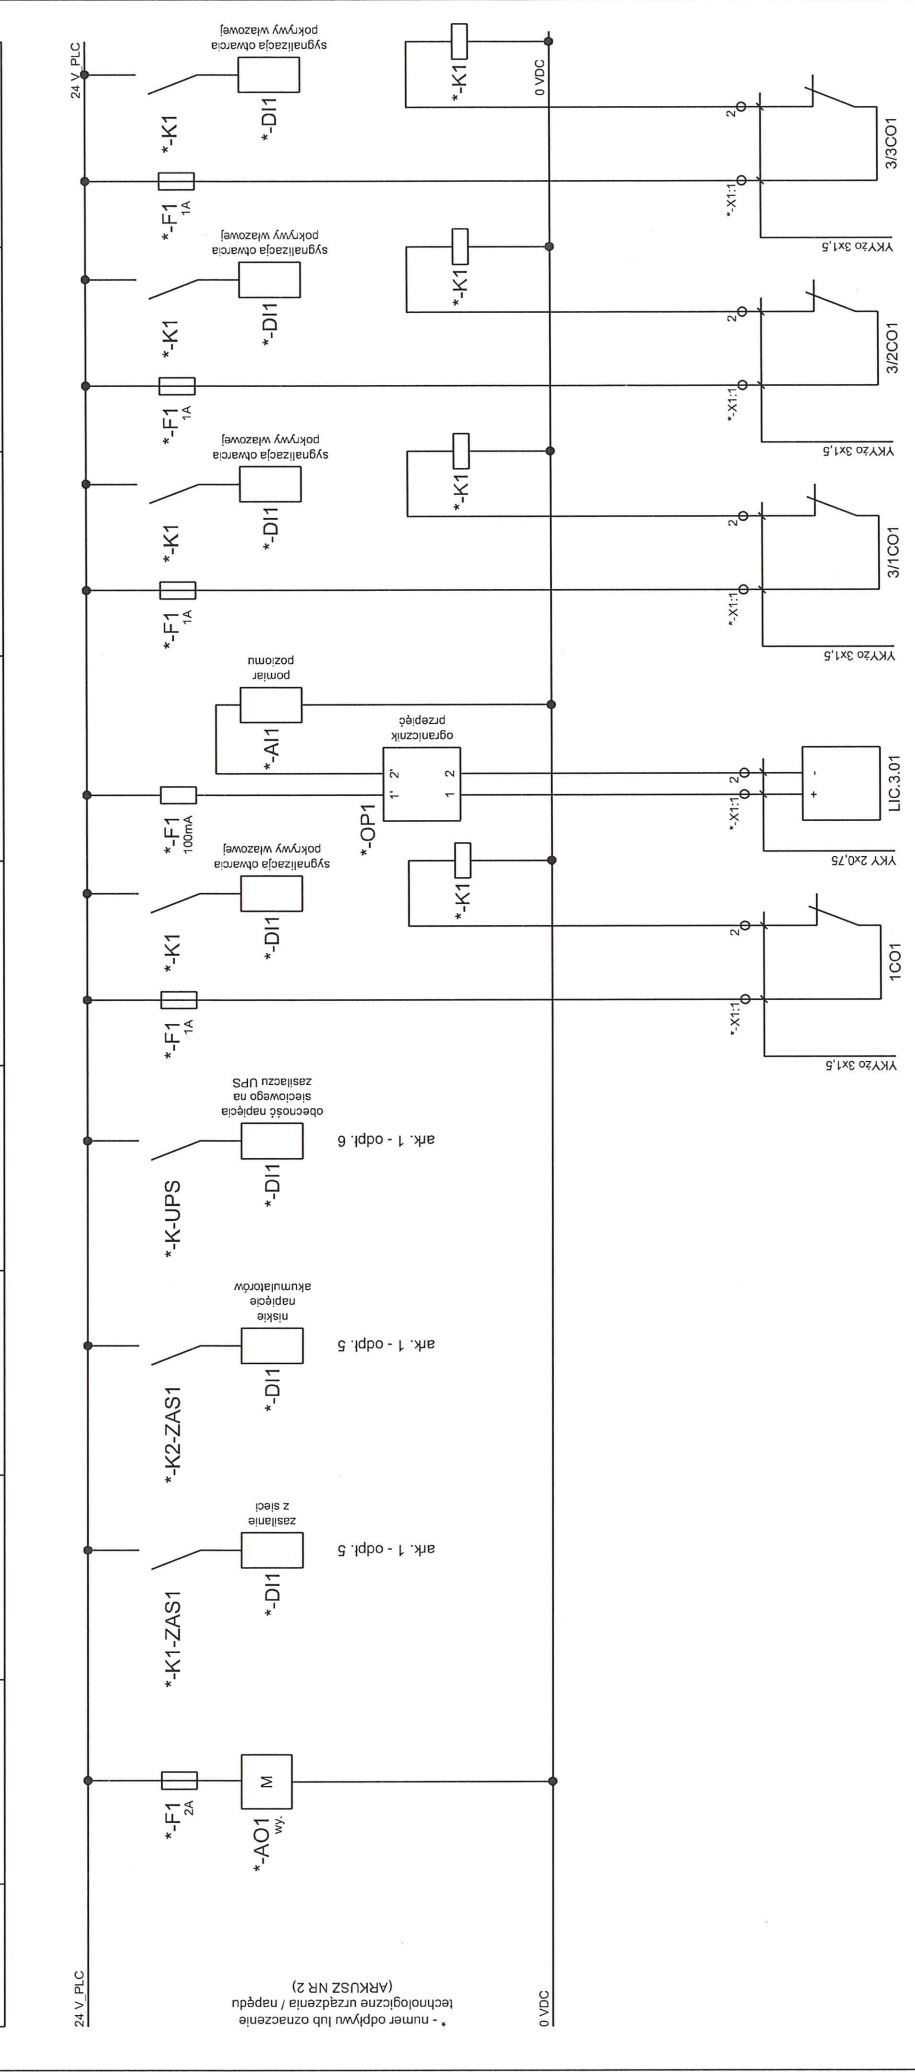 24 V_PLC
* - numer odpływu lub oznaczenie
technologiczne urządzenia / napędu
(ARKUSZ NR 2)
0 VDC
*-F1
2A
*-AO1
wy.
M
*-K1-ZAS1
*-DI1
zasilanie
z sieci
ark. 1 - odpł. 5
*-K2-ZAS1
*-DI1
niskie
napięcie
akumulatorów
ark. 1 - odpł. 5
*-K-UPS
*-DI1
obecność napięcia
sieciowego na
zasilaczu UPS
ark. 1 - odpł. 6
*-F1
1A
*-K1
*-DI1
sygnalizacja otwarcia
pokrywy włazowej
*-K1
*-X1:1
2
YKYżo 3x1,5
1CO1
*-F1
100mA
*-OP1
1'
2'
1
2
ogranicznik
przepięć
*-AI1
pomiar
poziomu
*-X1:1
2
YKY 2x0,75
+
-
LIC.3.01
*-F1
1A
*-K1
*-DI1
sygnalizacja otwarcia
pokrywy włazowej
*-K1
*-X1:1
2
YKYżo 3x1,5
3/1CO1
*-F1
1A
*-K1
*-DI1
sygnalizacja otwarcia
pokrywy włazowej
*-K1
*-X1:1
2
YKYżo 3x1,5
3/2CO1
*-F1
1A
*-K1
*-DI1
sygnalizacja otwarcia
pokrywy włazowej
*-K1
*-X1:1
2
YKYżo 3x1,5
3/3CO1
24 V_PLC
0 VDC